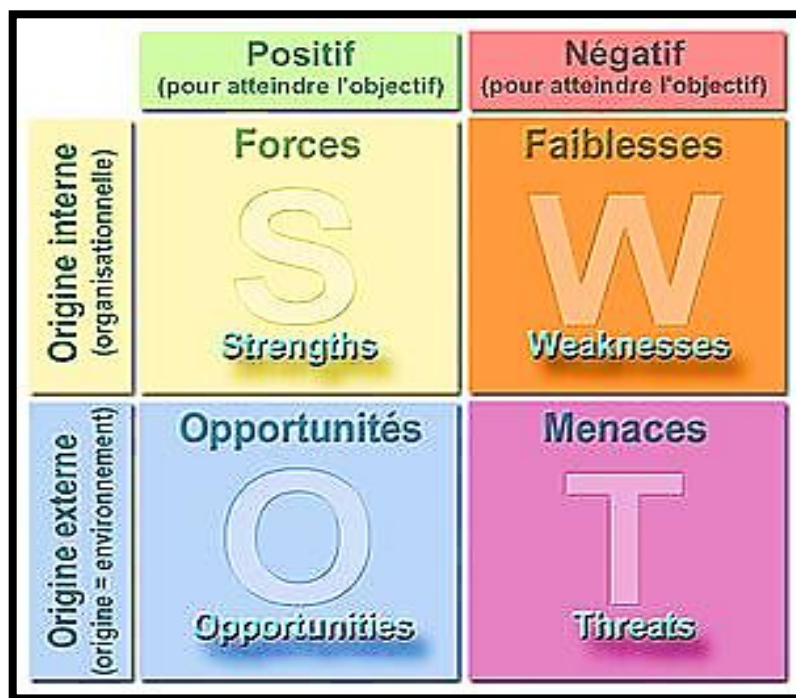 Positif
(pour atteindre l'objectif)
Négatif
(pour atteindre l'objectif)
Origine interne
(organisationnelle)
Forces
S
Strengths
Faiblesses
W
Weaknesses
Origine externe
(origine = environnement)
Opportunités
O
Opportunities
Menaces
T
Threats